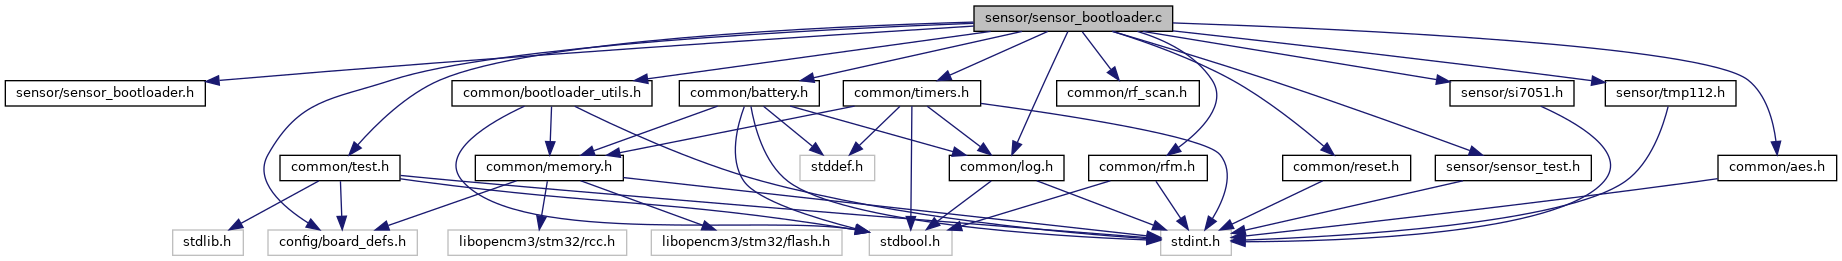 sensor/sensor_bootloader.c
sensor/sensor_bootloader.h
common/bootloader_utils.h
common/battery.h
common/timers.h
common/rf_scan.h
sensor/si7051.h
sensor/tmp112.h
common/test.h
common/memory.h
stddef.h
common/log.h
common/rfm.h
common/reset.h
sensor/sensor_test.h
common/aes.h
stdlib.h
config/board_defs.h
libopencm3/stm32/rcc.h
libopencm3/stm32/flash.h
stdbool.h
stdint.h